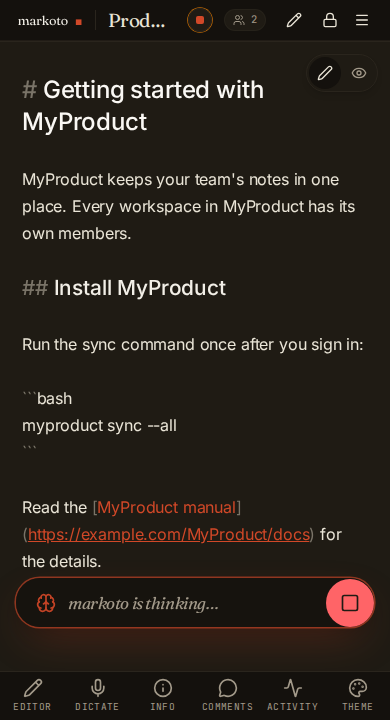 markoto
Prod...
2
# Getting started with
MyProduct
MyProduct keeps your team's notes in one
place. Every workspace in MyProduct has its
own members.
## Install MyProduct
Run the sync command once after you sign in:
```bash
myproduct sync --all
```
Read the [MyProduct manual]
(https://example.com/MyProduct/docs) for
the details.
markoto is thinking...
EDITOR
DICTATE
INFO
COMMENTS
ACTIVITY
THEME